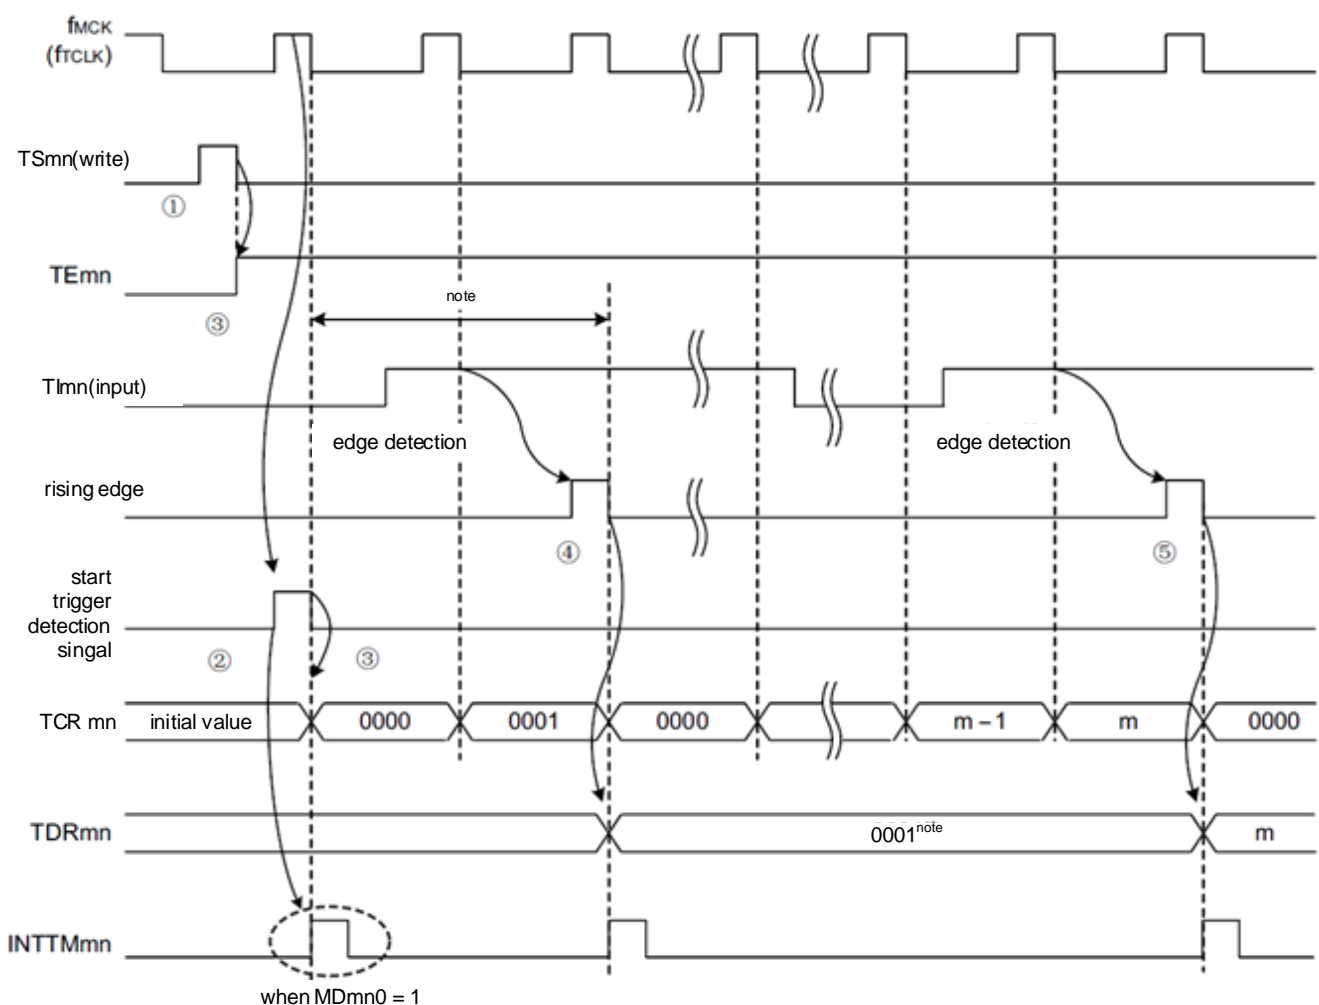 fMCK
(fTCLK)
TSmn(write)
①
TEmn
note
③
TImn(input)
edge detection
edge detection
rising edge
④
⑤
start
trigger
detection
singal
②
③
TCR mn
initial value
0000
0001
0000
m – 1
m
0000
TDRmn
0001note
m
INTTMmn
when MDmn0 = 1